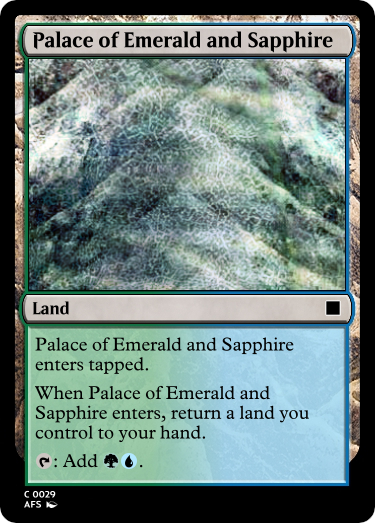 Palace of Emerald and Sapphire
Land
Palace of Emerald and Sapphire
enters tapped.
When Palace of Emerald and
Sapphire enters, return a land you
control to your hand.
: Add .
C 0029
AFS